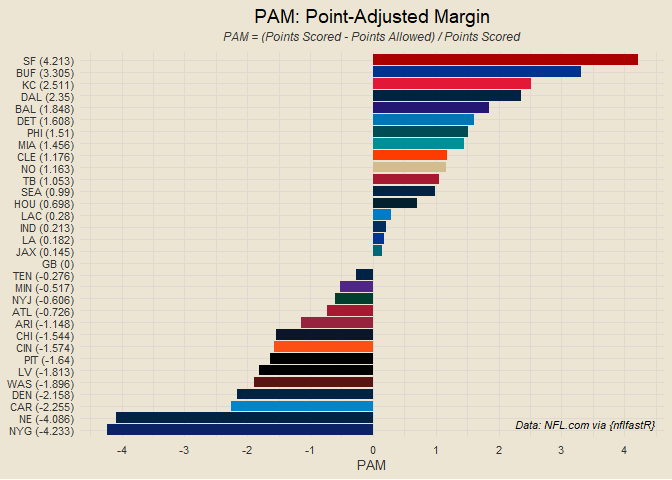 PAM: Point-Adjusted Margin
PAM = (Points Scored - Points Allowed) / Points Scored
SF (4.213)
BUF (3.305)
KC (2.511)
DAL (2.35)
BAL (1.848)
DET (1.608)
PHI (1.51)
MIA (1.456)
CLE (1.176)
NO (1.163)
TB (1.053)
SEA (0.99)
HOU (0.698)
LAC (0.28)
IND (0.213)
LA (0.182)
JAX (0.145)
GB (0)
TEN (-0.276)
MIN (-0.517)
NYJ (-0.606)
ATL (-0.726)
ARI (-1.148)
CHI (-1.544)
CIN (-1.574)
PIT (-1.64)
LV (-1.813)
WAS (-1.896)
DEN (-2.158)
CAR (-2.255)
NE (-4.086)
NYG (-4.233)
Data: NFL.com via {nflfastR}
-4 -3 -2 -1 0 1 2 3 4
PAM